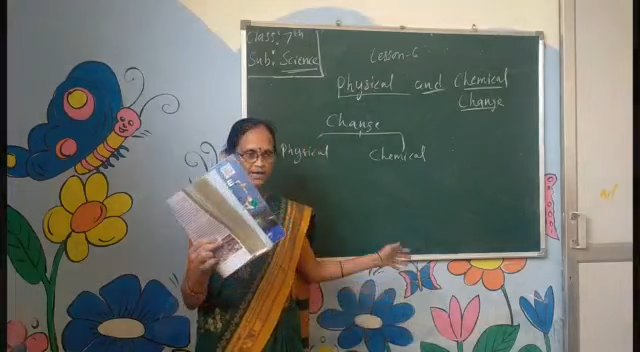 Class: 7th
Sub: Science
Lesson-6
Physical and Chemical
Change
Change
Physical Chemical